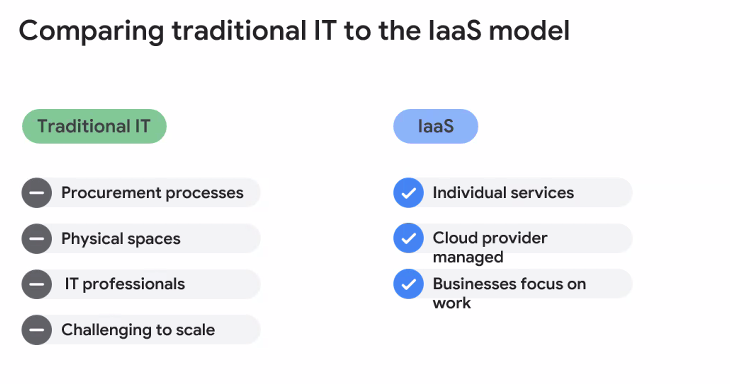 Comparing traditional IT to the IaaS model
Traditional IT
Procurement processes
Physical spaces
IT professionals
Challenging to scale
IaaS
Individual services
Cloud provider
managed
Businesses focus on
work